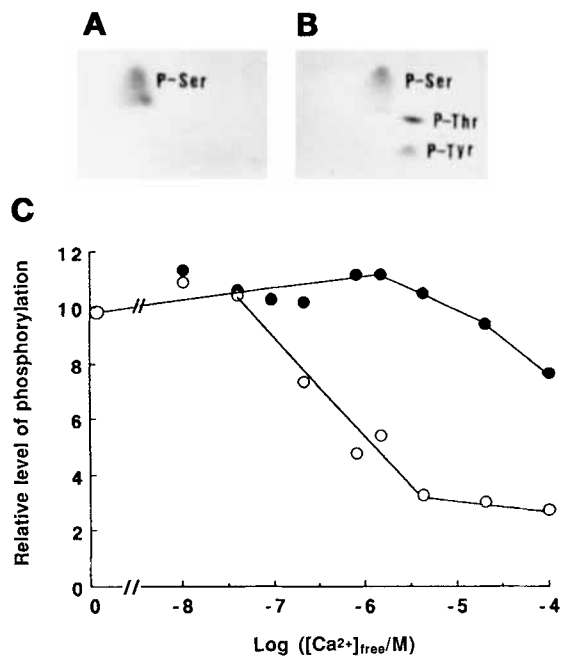 A
B
P-Ser
P-Ser
P-Thr
P-Tyr
C
Relative level of phosphorylation
12
10
8
6
4
2
0
0 -8 -7 -6 -5 -4
Log ([Ca²⁺]free/M)